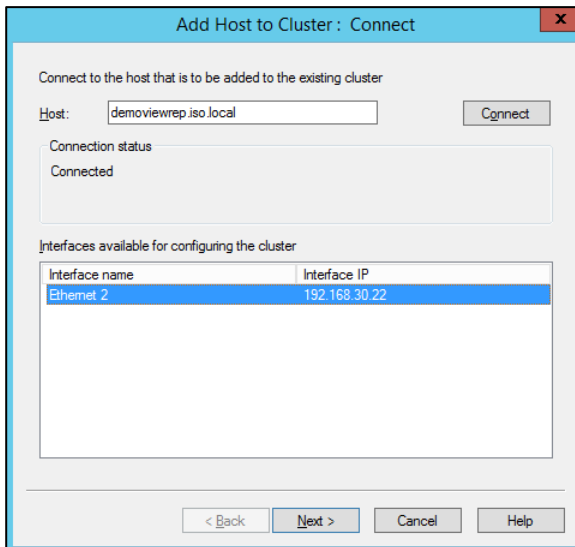 Add Host to Cluster : Connect
x
Connect to the host that is to be added to the existing cluster
Host: demoviewrep.iso.local Connect
Connection status
Connected
Interfaces available for configuring the cluster
Interface name Interface IP
Ethernet 2 192.168.30.22
< Back Next > Cancel Help